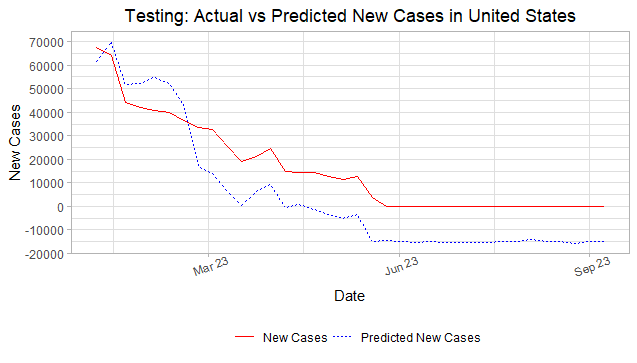 Testing: Actual vs Predicted New Cases in United States
70000
60000
50000
40000
30000
20000
10000
0
-10000
-20000
New Cases
Mar 23
Jun 23
Sep 23
Date
New Cases
Predicted New Cases